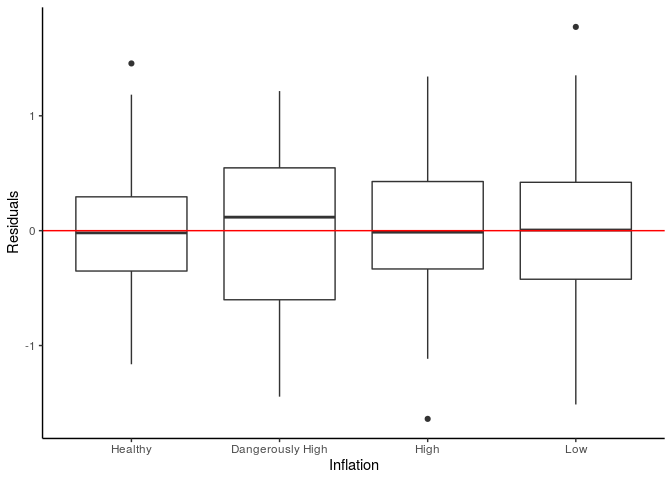 Residuals
1
0
-1
Healthy
Dangerously High
High
Low
Inflation